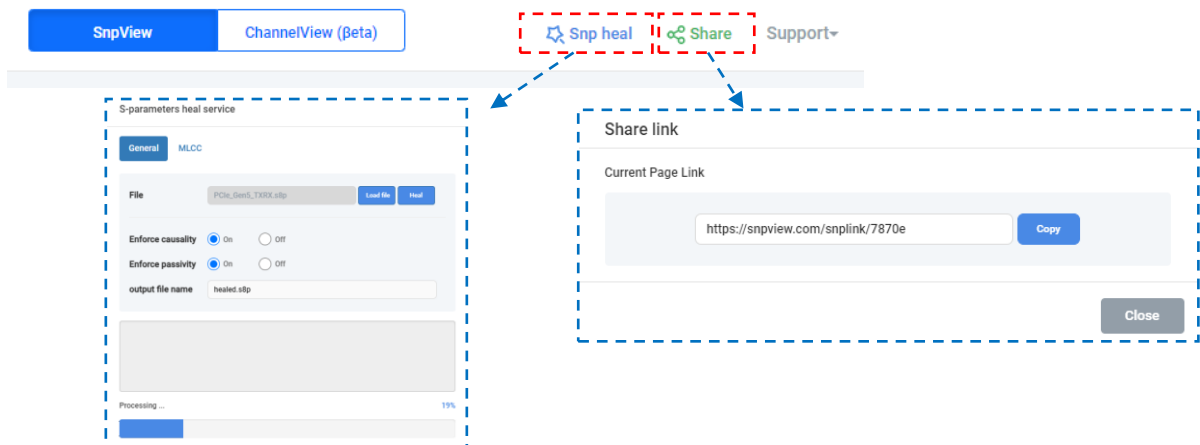 SnpView ChannelView (βeta) Snp heal Share Support
S-parameters heal service
General MLCC
File PCIe_Gen5_TXRX.s8p Load file Heal
Enforce causality On Off
Enforce passivity On Off
output file name healed.s8p
Processing ... 19%
Share link
Current Page Link
https://snpview.com/snplink/7870e Copy
Close